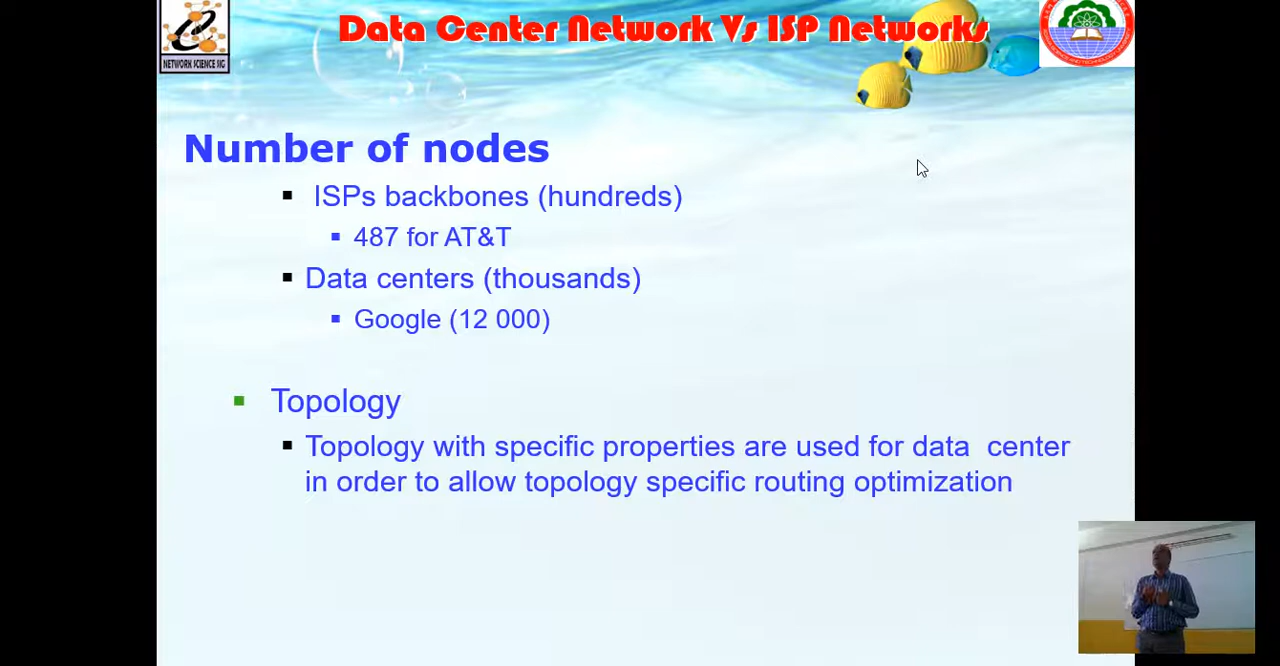 Data Center Network Vs ISP Networks
NETWORK SCIENCE SIG
Number of nodes
ISPs backbones (hundreds)
487 for AT&T
Data centers (thousands)
Google (12 000)
Topology
Topology with specific properties are used for data center
in order to allow topology specific routing optimization